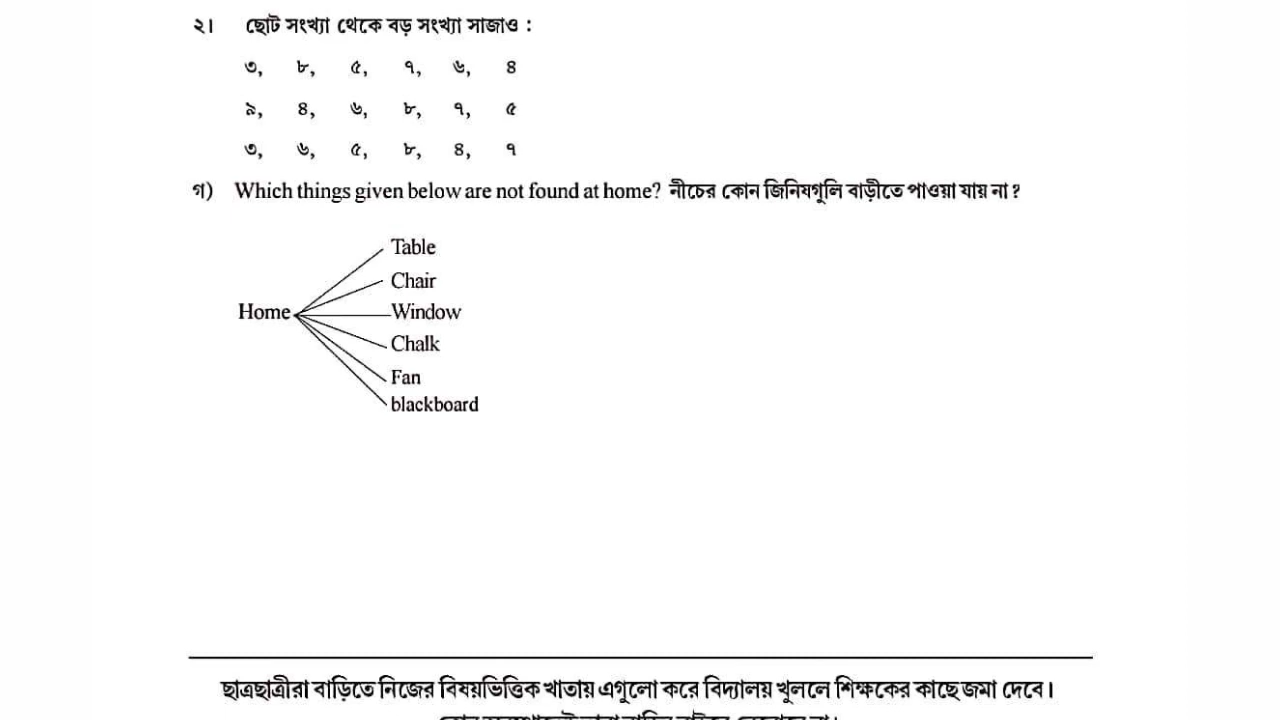 ২। ছোট সংখ্যা থেকে বড় সংখ্যা সাজাও :
৩, ৮, ৫, ৭, ৬, ৪
৯, ৪, ৬, ৮, ৭, ৫
৩, ৬, ৫, ৮, ৪, ৭
গ) Which things given below are not found at home? নীচের কোন জিনিষগুলি বাড়ীতে পাওয়া যায় না ?
Table
Chair
Home Window
Chalk
Fan
blackboard
ছাত্রছাত্রীরা বাড়িতে নিজের বিষয়ভিত্তিক খাতায় এগুলো করে বিদ্যালয় খুললে শিক্ষকের কাছে জমা দেবে।